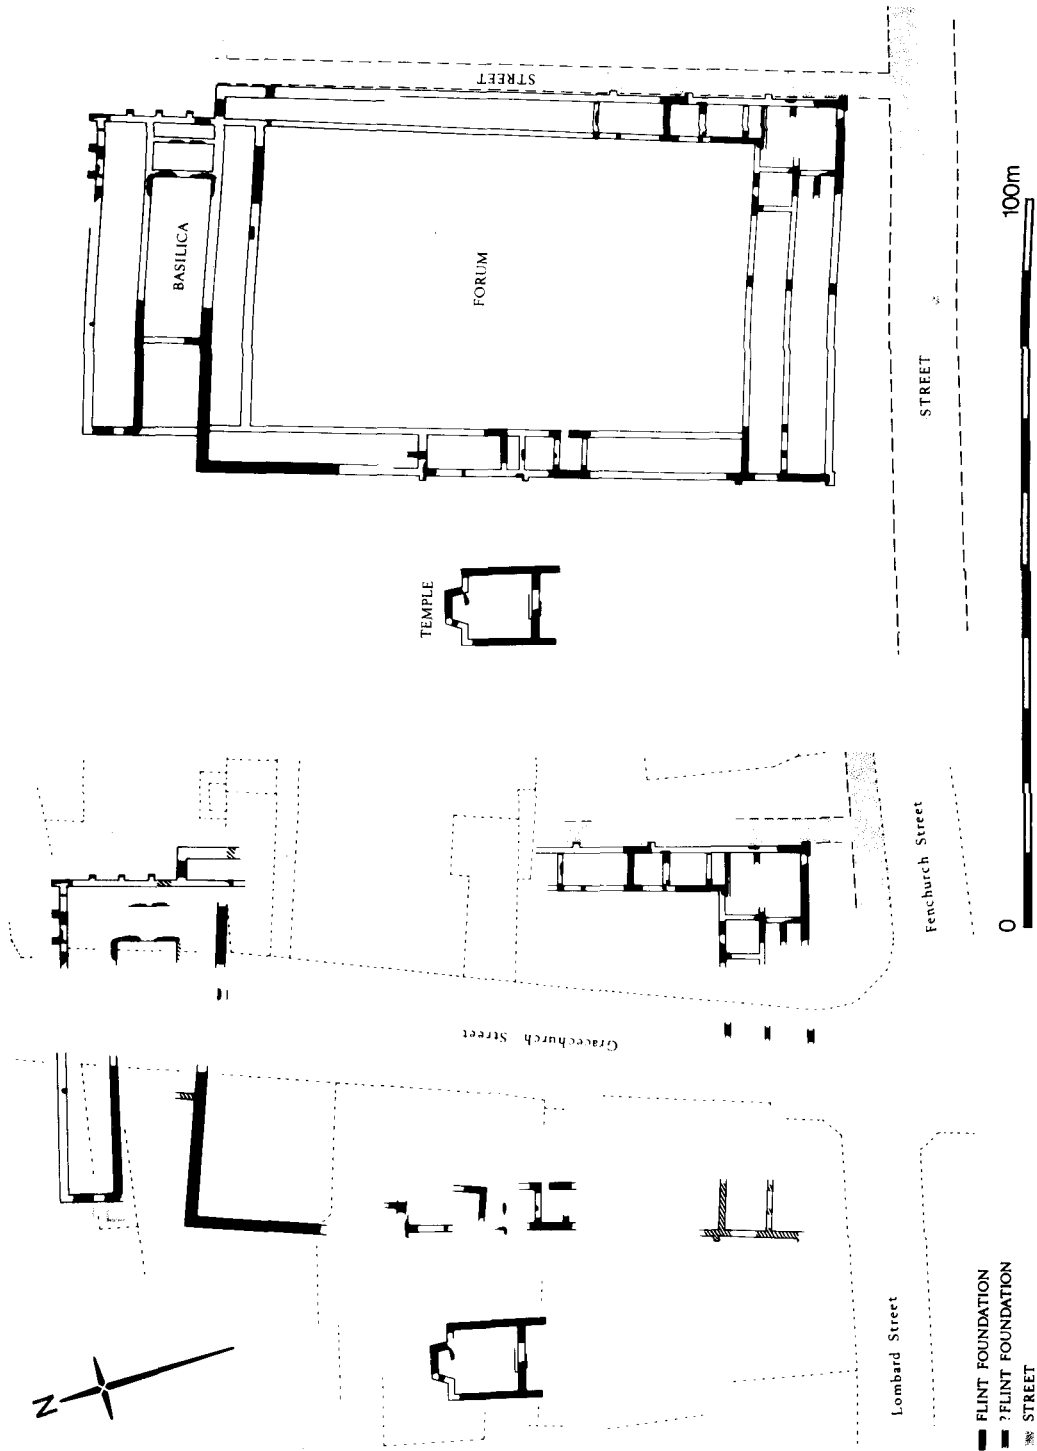 STREET
BASILICA
FORUM
100m
STREET
TEMPLE
Fenchurch Street
0
Gracechurch Street
N
Lombard Street
FLINT FOUNDATION
? FLINT FOUNDATION
STREET